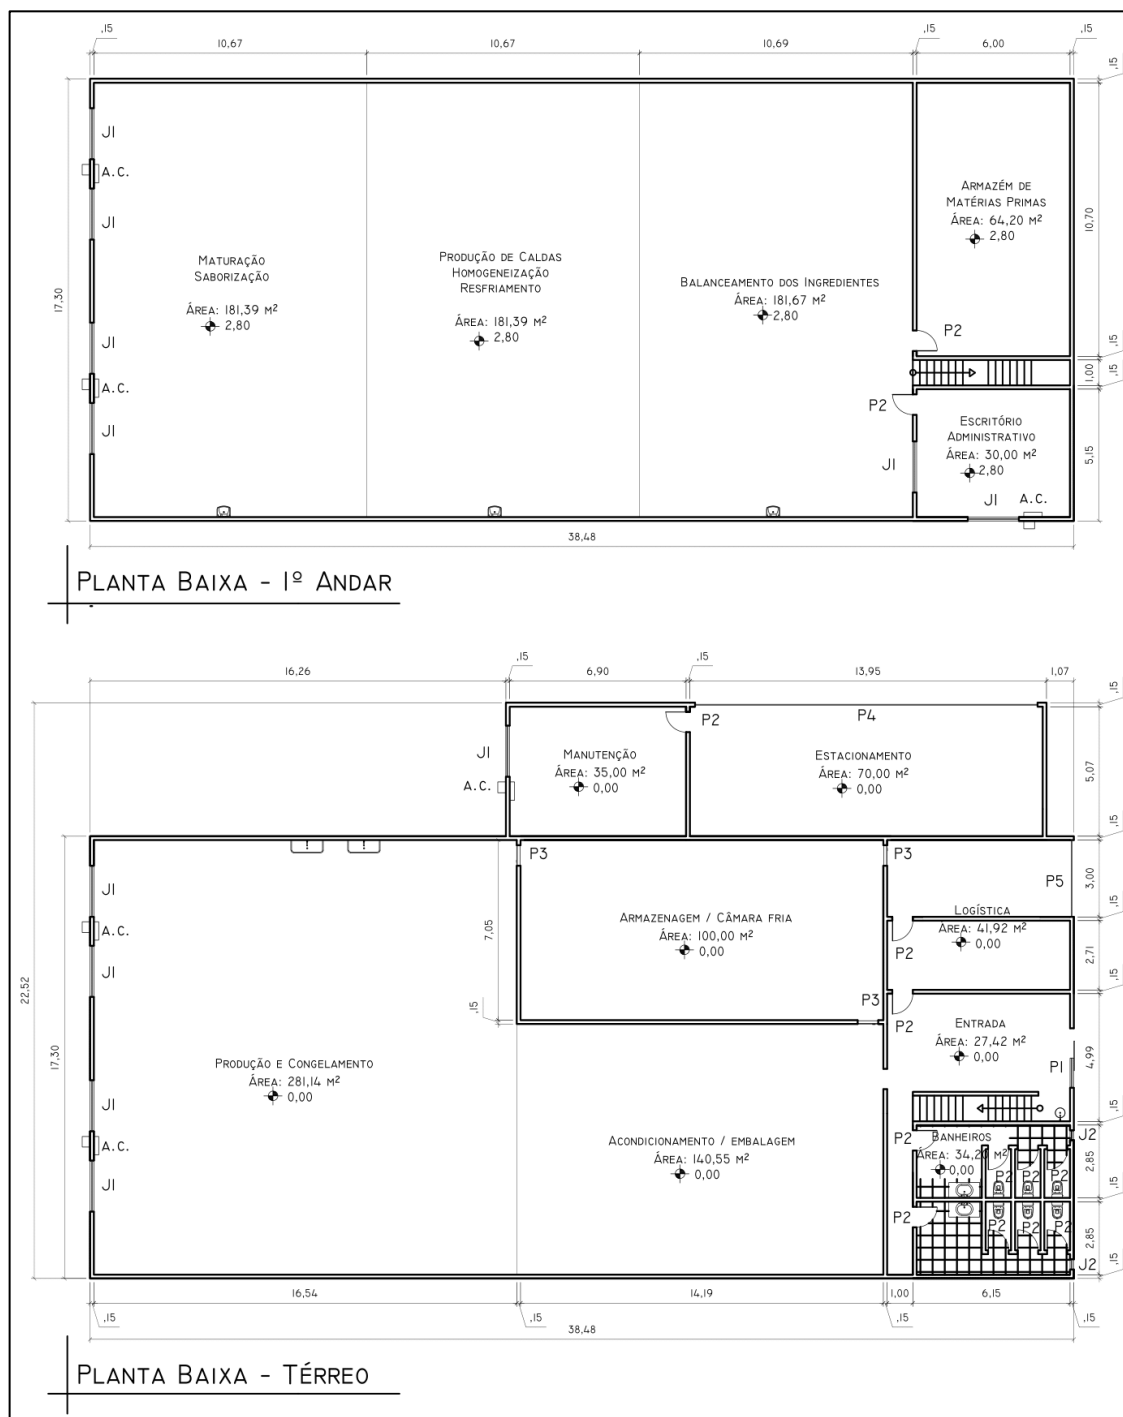 ,15
10,67
10,67
10,69
,15
6,00
,15
,15
JI
A.C.
JI
JI
A.C.
JI
17,30
MATURAÇÃO
SABORIZAÇÃO
ÁREA: 181,39 M²
2,80
PRODUÇÃO DE CALDAS
HOMOGENEIZAÇÃO
RESFRIAMENTO
ÁREA: 181,39 M²
2,80
BALANCEAMENTO DOS INGREDIENTES
ÁREA: 181,67 M²
2,80
ARMAZÉM DE
MATÉRIAS PRIMAS
ÁREA: 64,20 M²
2,80
10,70
P2
,15
1,00
,15
P2
ESCRITÓRIO
ADMINISTRATIVO
ÁREA: 30,00 M²
2,80
JI
JI
A.C.
5,15
38,48
PLANTA BAIXA - 1º ANDAR
16,26
,15
6,90
,15
13,95
1,07
,15
JI
A.C.
MANUTENÇÃO
ÁREA: 35,00 M²
0,00
P2
P4
ESTACIONAMENTO
ÁREA: 70,00 M²
0,00
5,07
,15
22,52
17,30
JI
A.C.
JI
JI
A.C.
JI
PRODUÇÃO E CONGELAMENTO
ÁREA: 281,14 M²
0,00
7,05
,15
P3
ARMAZENAGEM / CÂMARA FRIA
ÁREA: 100,00 M²
0,00
P3
P3
P5
3,00
LOGÍSTICA
ÁREA: 41,92 M²
0,00
P2
,15
2,71
,15
P2
ENTRADA
ÁREA: 27,42 M²
0,00
P1
4,99
,15
ACONDICIONAMENTO / EMBALAGEM
ÁREA: 140,55 M²
0,00
P2
BANHEIROS
ÁREA: 34,20 M²
0,00
J2
2,85
P2
P2
P2
,15
P2
P2
P2
P2
2,85
J2
,15
,15
16,54
,15
14,19
,15
1,00
6,15
,15
38,48
PLANTA BAIXA - TÉRREO